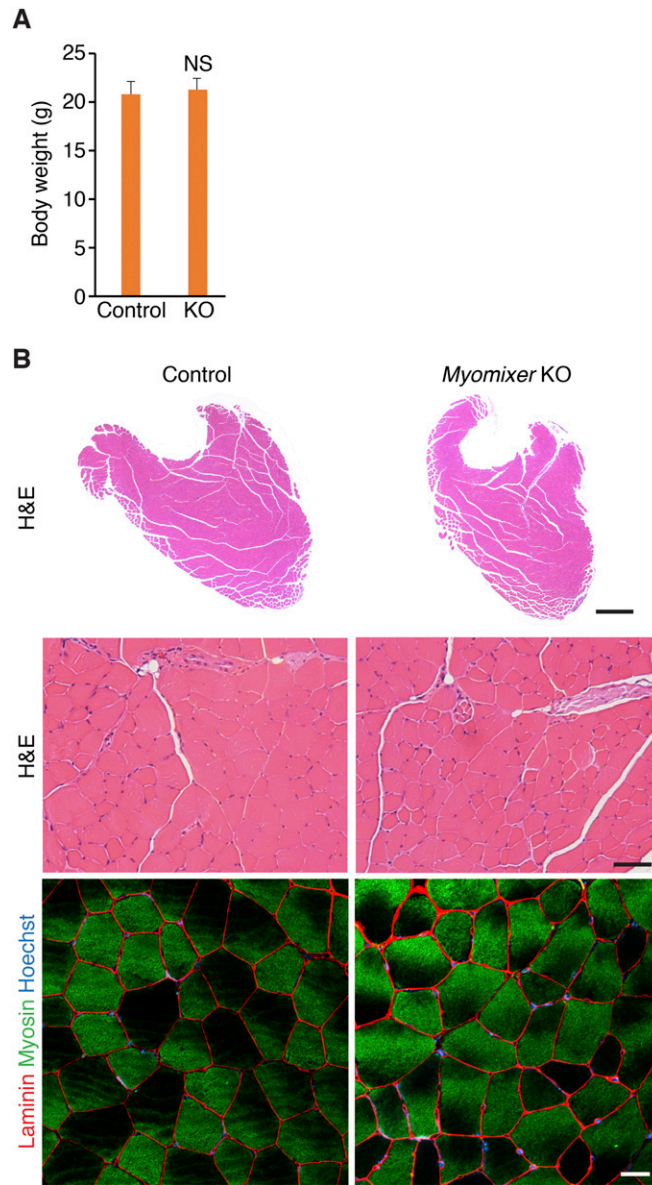 A
25
20
15
10
5
0
Body weight (g)
NS
Control KO
B
Control Myomixer KO
H&E
H&E
Laminin Myosin Hoechst